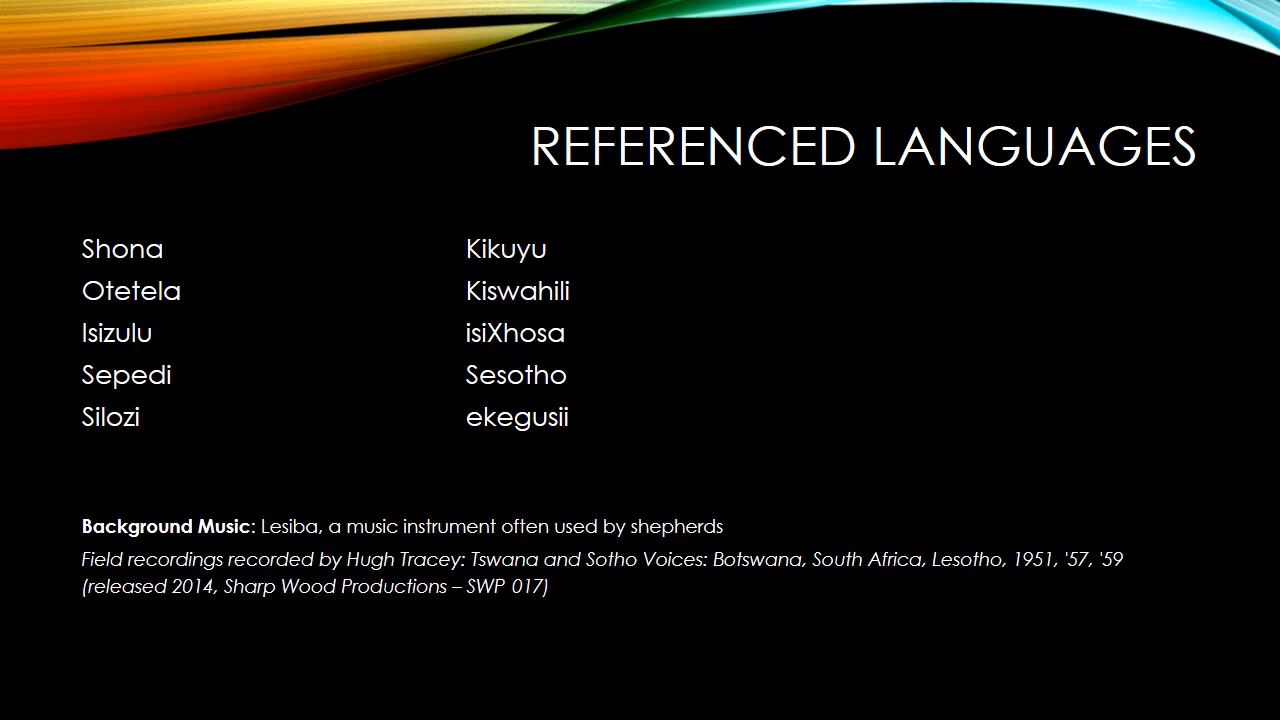 REFERENCED LANGUAGES
Shona
Otetela
Isizulu
Sepedi
Silozi
Kikuyu
Kiswahili
isiXhosa
Sesotho
ekegusii
Background Music: Lesiba, a music instrument often used by shepherds
Field recordings recorded by Hugh Tracey: Tswana and Sotho Voices: Botswana, South Africa, Lesotho, 1951, '57, '59
(released 2014, Sharp Wood Productions – SWP 017)